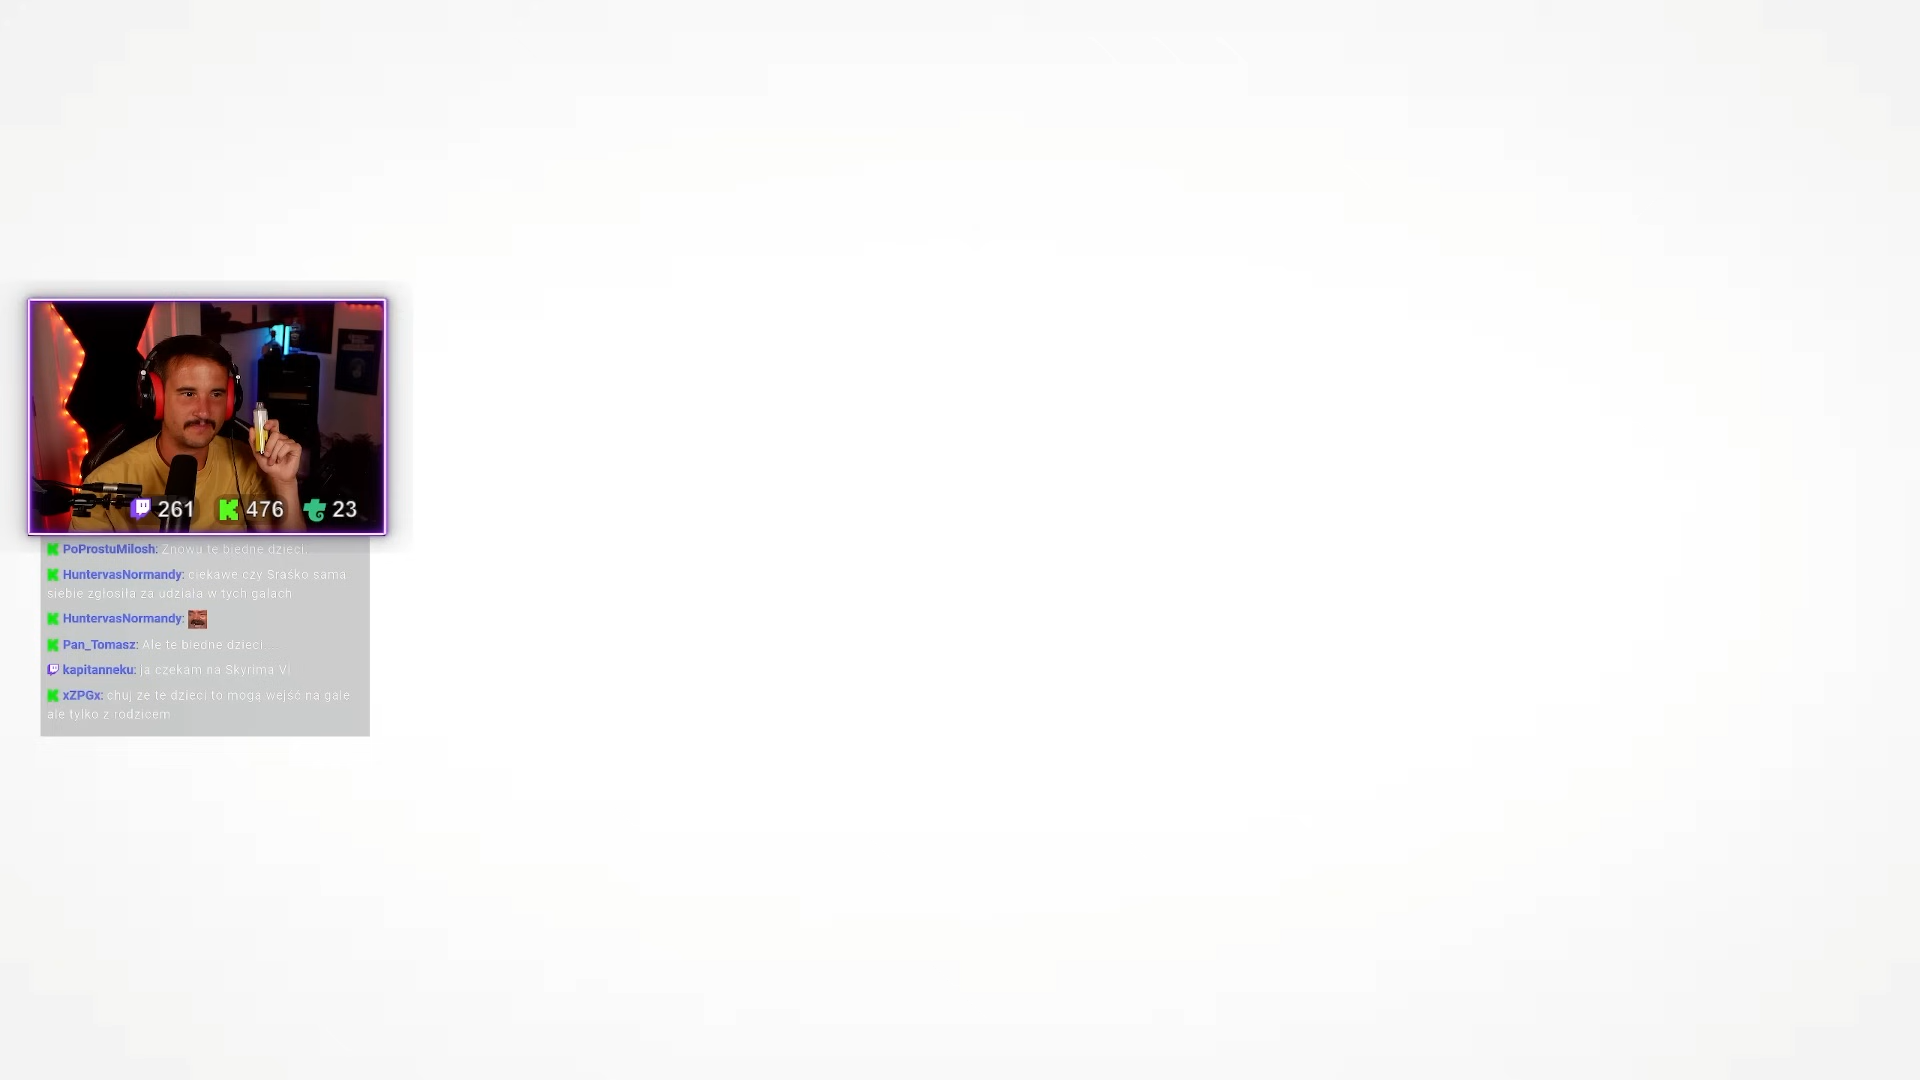 261 476 23
PoProstuMilosh: Znowu te biedne dzieci.
HuntervasNormandy: ciekawe czy Sraśko sama
siebie zgłosiła za udziała w tych galach
HuntervasNormandy:
Pan_Tomasz: Ale te biedne dzieci...
kapitanneku: ja czekam na Skyrima VI
xZPGx: chuj że te dzieci to mogą wejść na gale
ale tylko z rodzicem